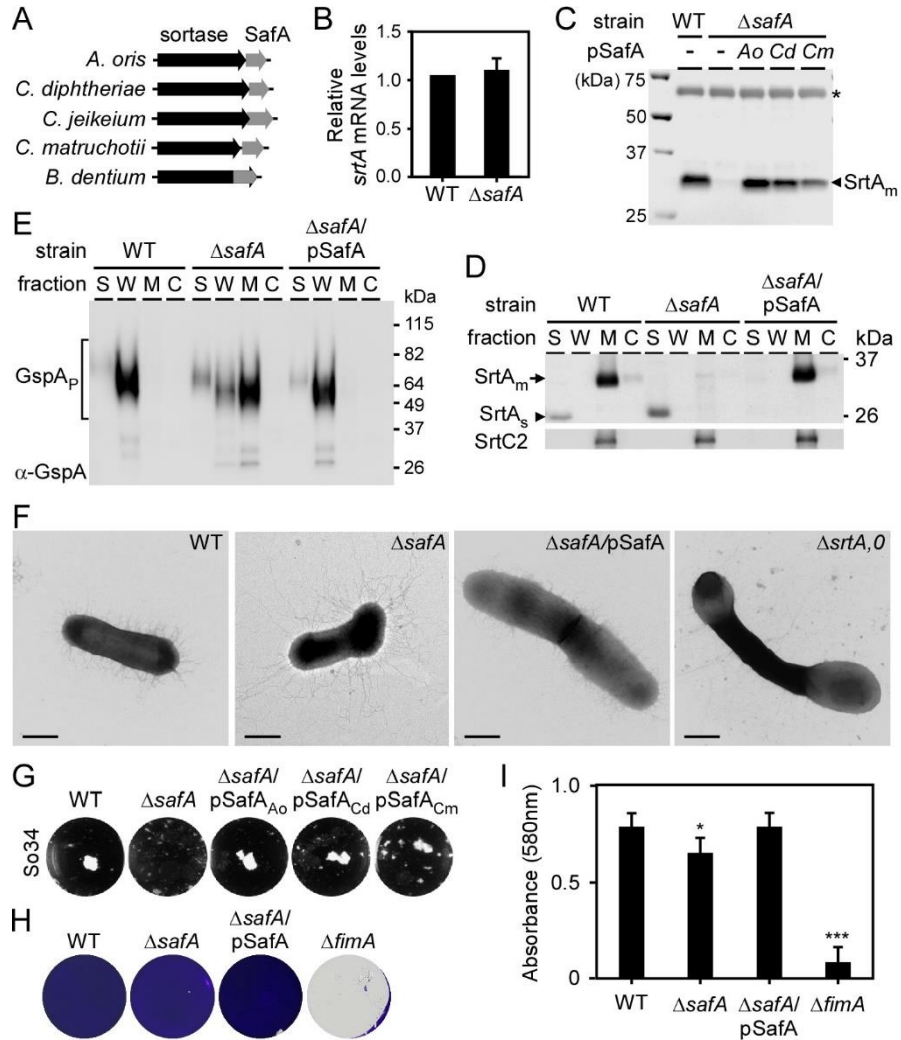 A
sortase SafA
A. oris
C. diphtheriae
C. jeikeium
C. matruchotii
B. dentium
B
Relative
srtA mRNA levels
1.5
1.0
0.5
0.0
WT ΔsafA
C
strain WT ΔsafA
pSafA - - Ao Cd Cm
(kDa) 75
50
37
25
*
SrtAm
E
strain WT ΔsafA ΔsafA/
pSafA
fraction S W M C S W M C S W M C
kDa
115
82
64
49
37
26
GspAP
α-GspA
D
strain WT ΔsafA ΔsafA/
pSafA
fraction S W M C S W M C S W M C kDa
37
SrtAm
SrtAs 26
SrtC2
F
WT ΔsafA ΔsafA/pSafA ΔsrtA,0
G
WT ΔsafA ΔsafA/
pSafAAo
ΔsafA/
pSafACd
ΔsafA/
pSafACm
So34
H
WT ΔsafA ΔsafA/
pSafA
ΔfimA
I
Absorbance (580nm)
1.0
0.5
0
*
***
WT ΔsafA ΔsafA/
pSafA
ΔfimA